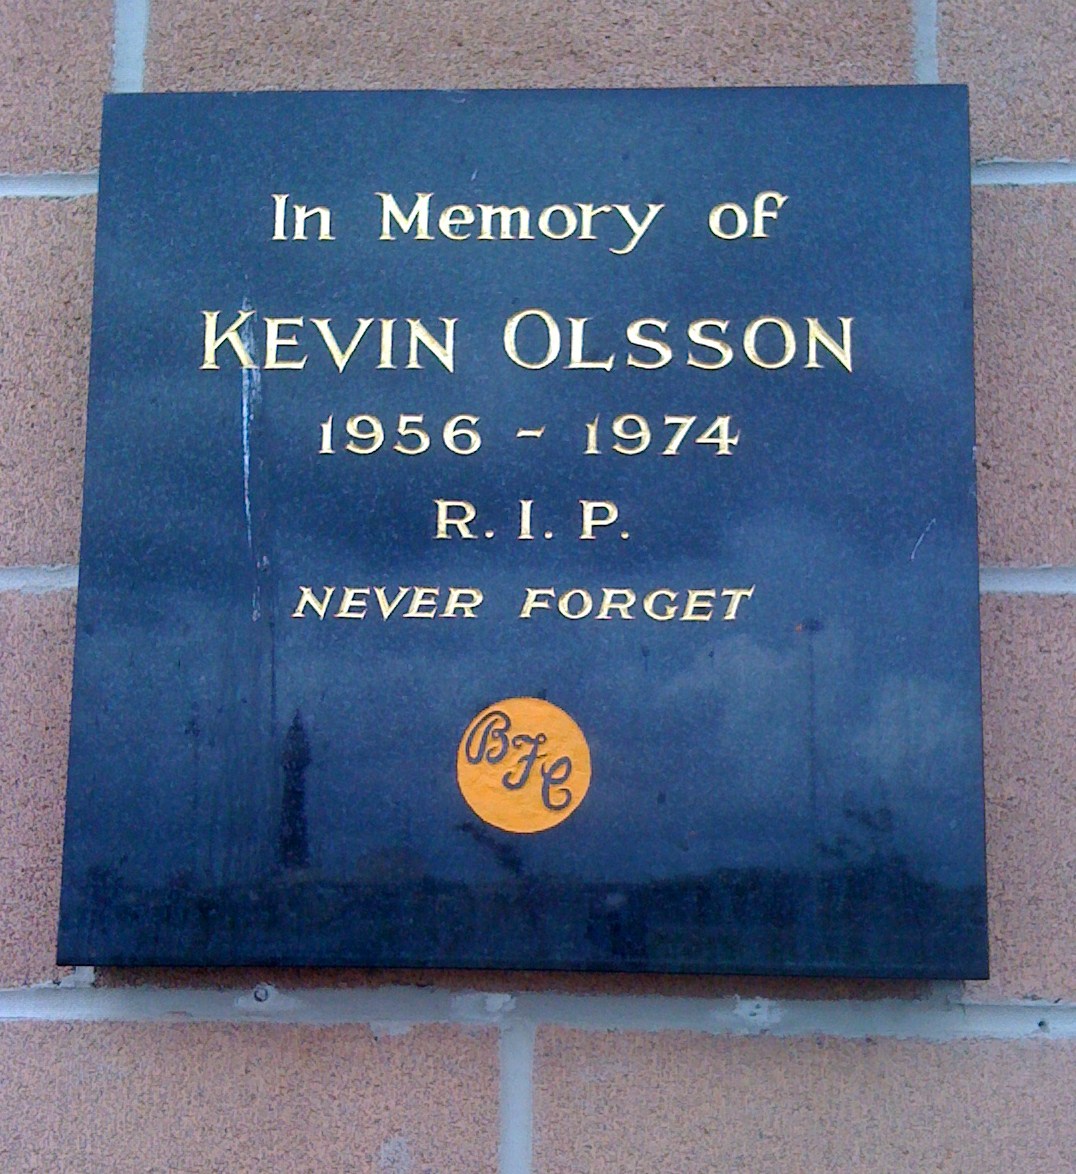 In Memory of
KEVIN OLSSON
1956 - 1974
R. I. P.
NEVER FORGET
BFC